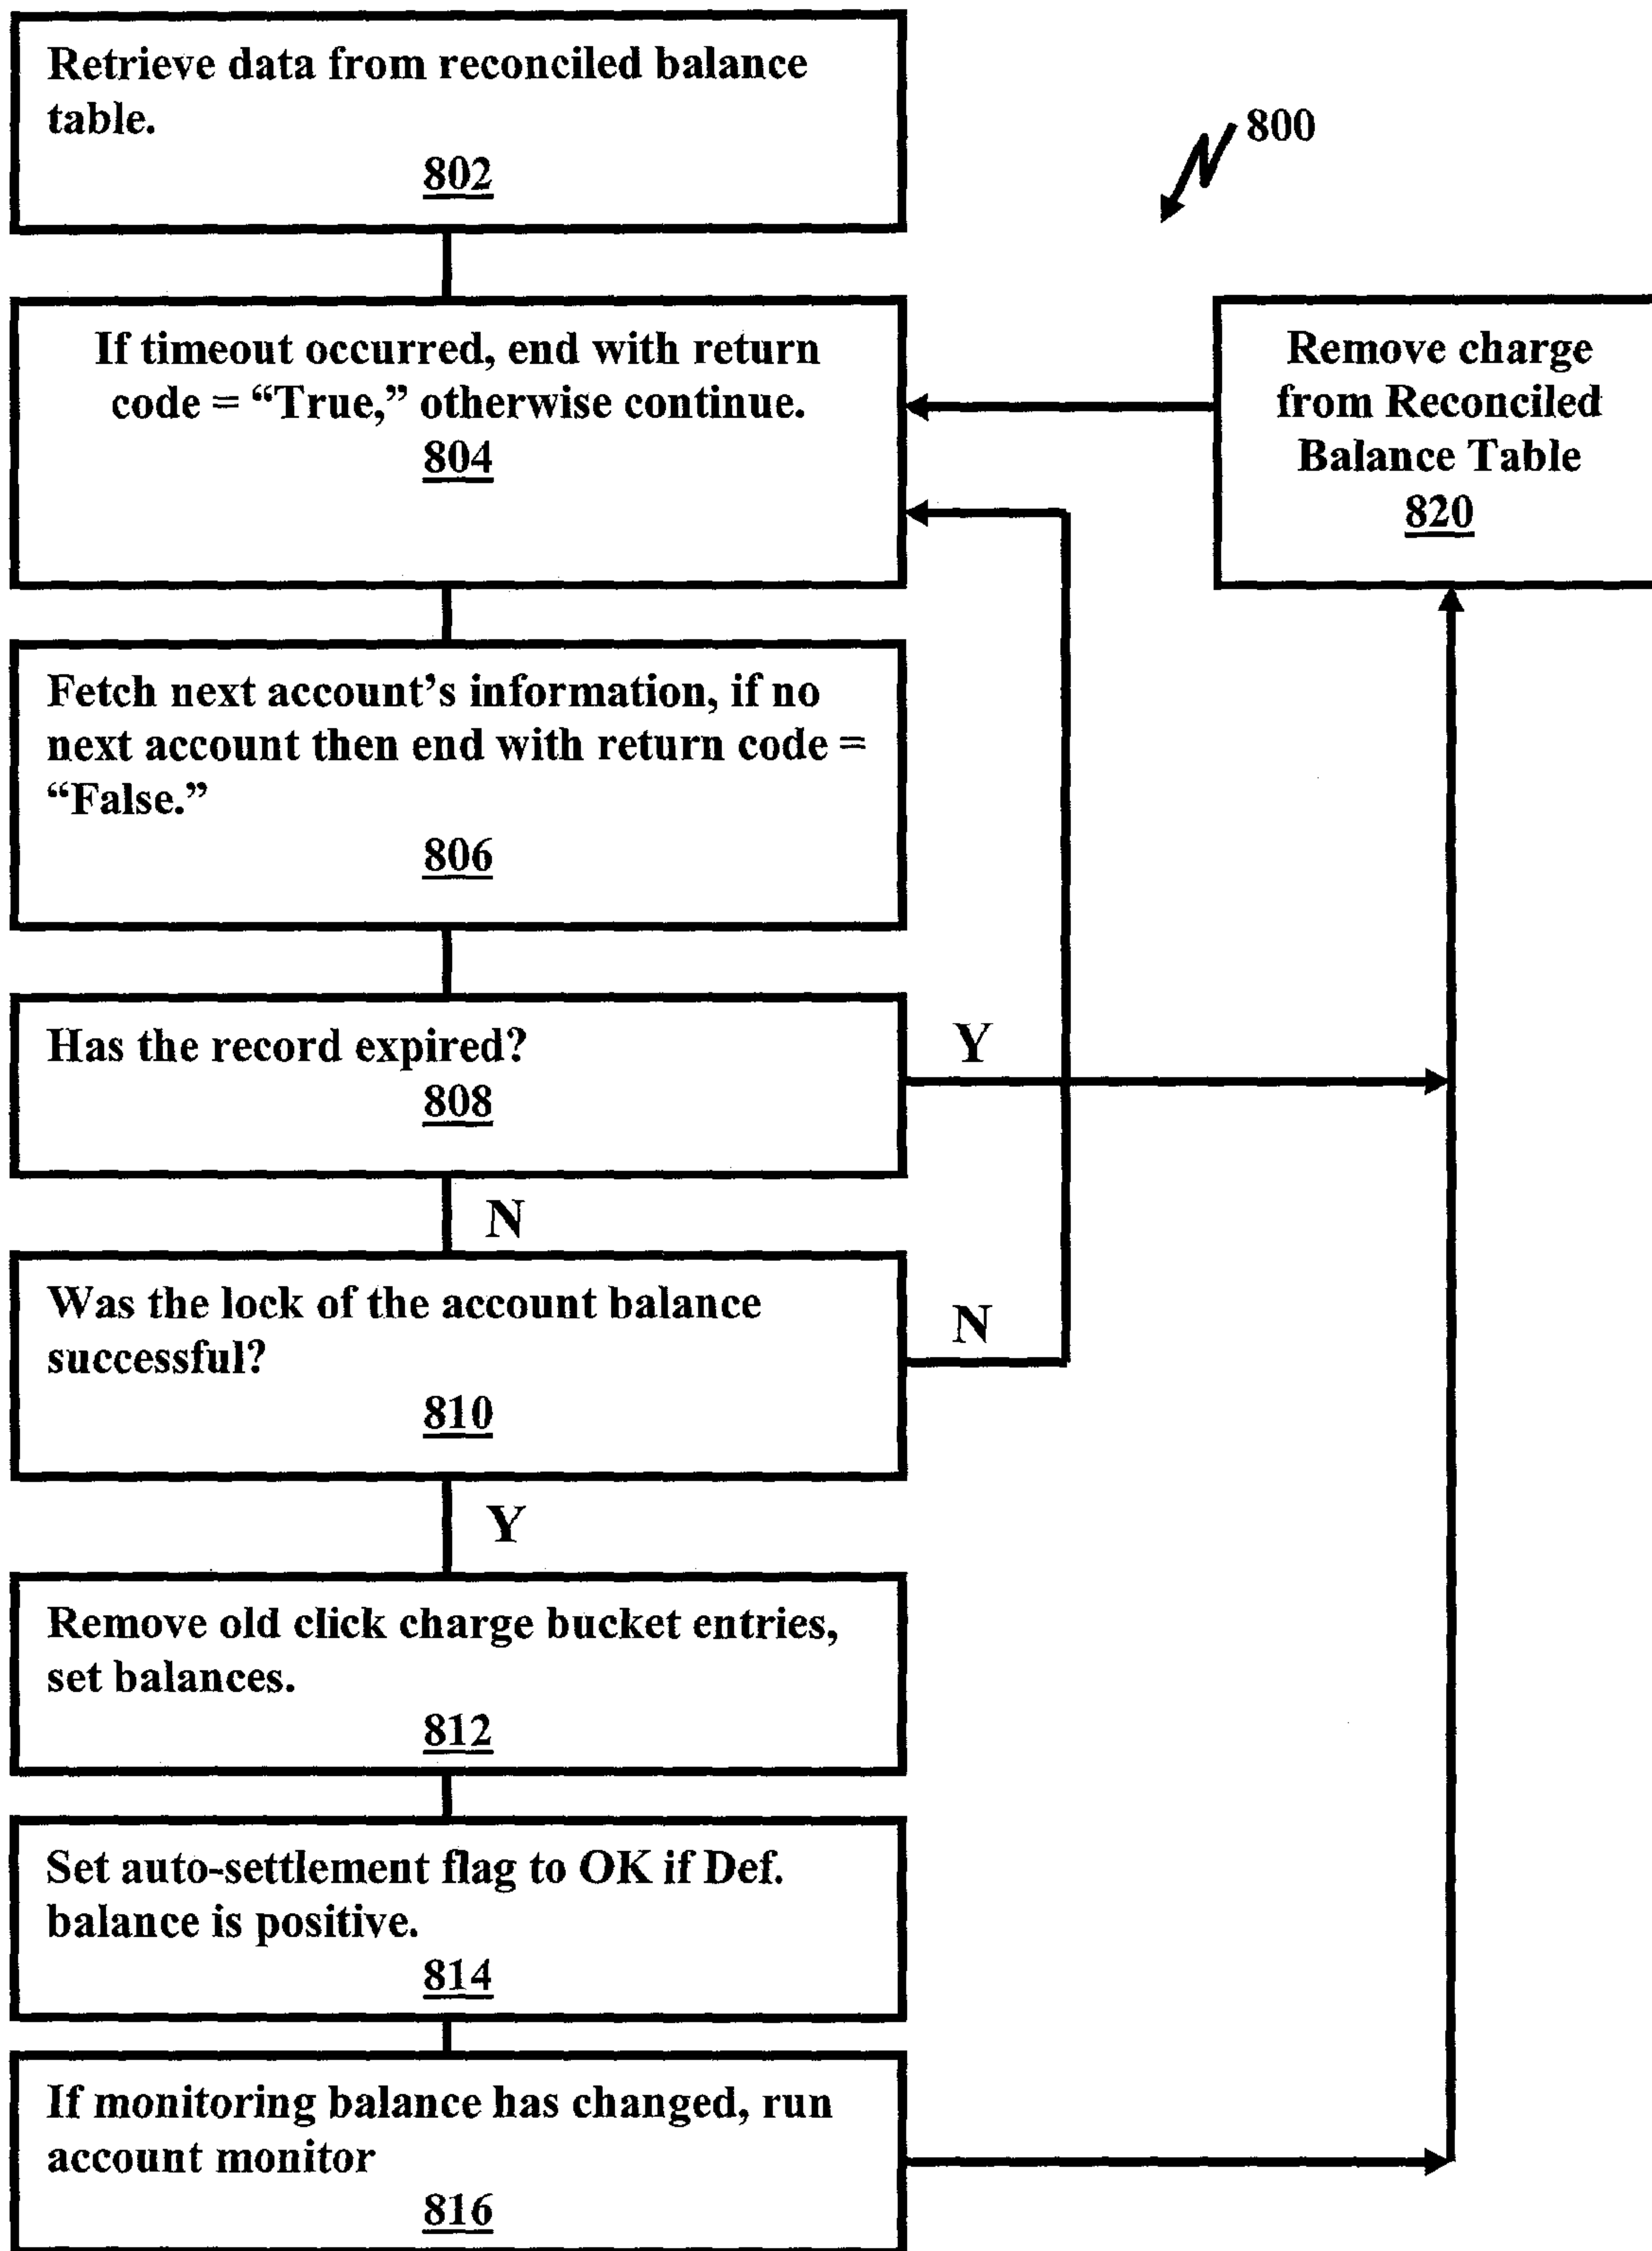 Retrieve data from reconciled balance
table.
802
800
If timeout occurred, end with return
code = “True,” otherwise continue.
804
Remove charge
from Reconciled
Balance Table
820
Fetch next account’s information, if no
next account then end with return code =
“False.”
806
Has the record expired?
808
Y
N
Was the lock of the account balance
successful?
810
N
Y
Remove old click charge bucket entries,
set balances.
812
Set auto-settlement flag to OK if Def.
balance is positive.
814
If monitoring balance has changed, run
account monitor
816